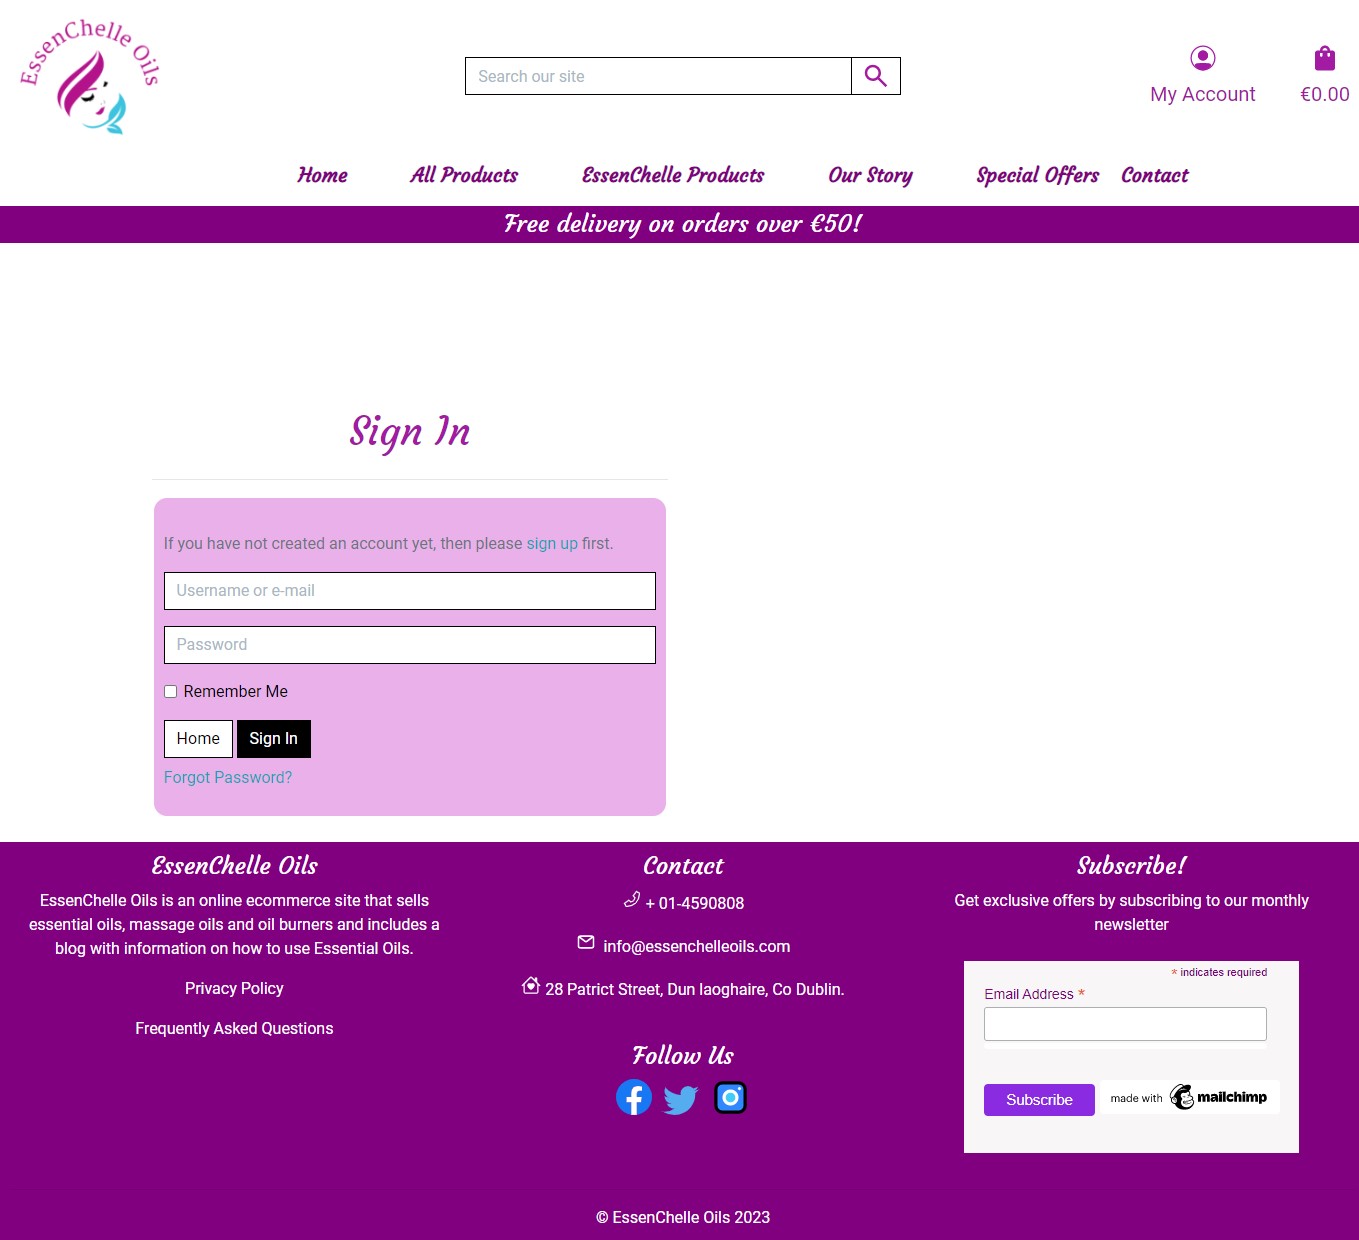 EssenChelle Oils
Search our site
My Account
€0.00
Home All Products EssenChelle Products Our Story Special Offers Contact
Free delivery on orders over €50!
Sign In
If you have not created an account yet, then please sign up first.
Username or e-mail
Password
Remember Me
Home Sign In
Forgot Password?
EssenChelle Oils
EssenChelle Oils is an online ecommerce site that sells
essential oils, massage oils and oil burners and includes a
blog with information on how to use Essential Oils.
Privacy Policy
Frequently Asked Questions
Contact
+ 01-4590808
info@essenchelleoils.com
28 Patrict Street, Dun laoghaire, Co Dublin.
Follow Us
Subscribe!
Get exclusive offers by subscribing to our monthly
newsletter
* indicates required
Email Address *
Subscribe
made with mailchimp
© EssenChelle Oils 2023